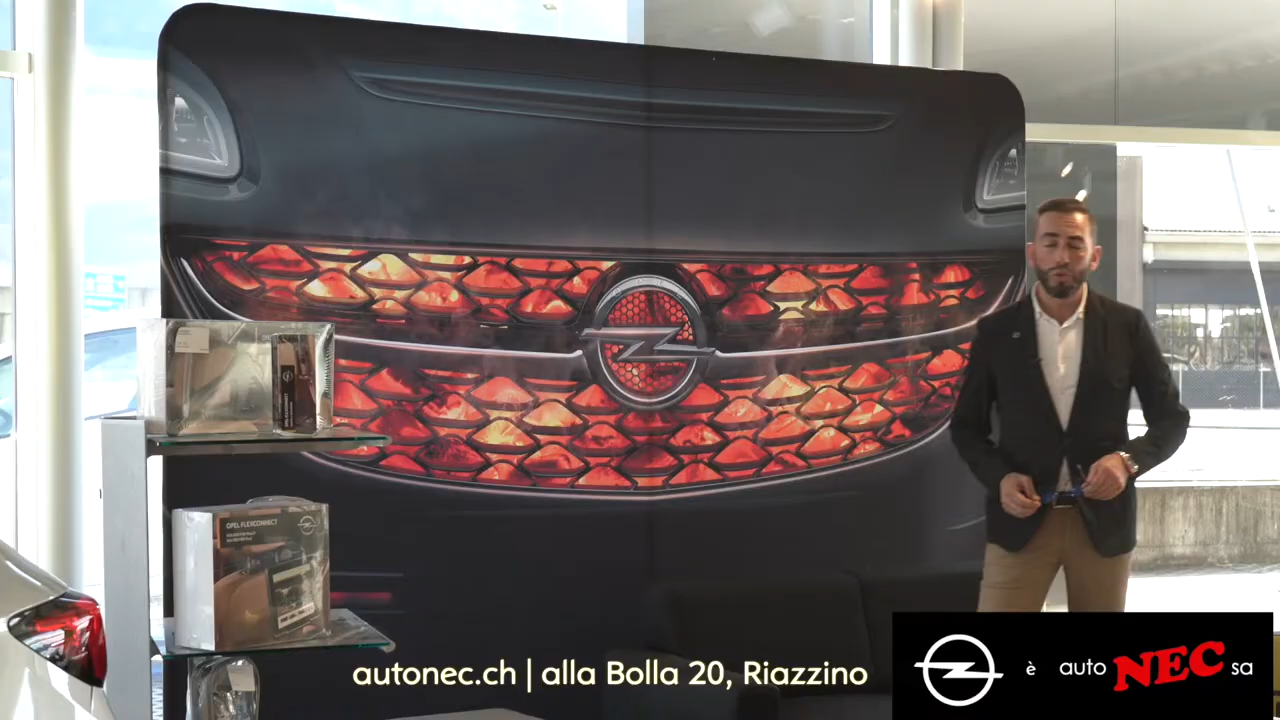 OPEL FLEXCONNECT
autonec.ch | alla Bolla 20, Riazzino
è auto NEC sa